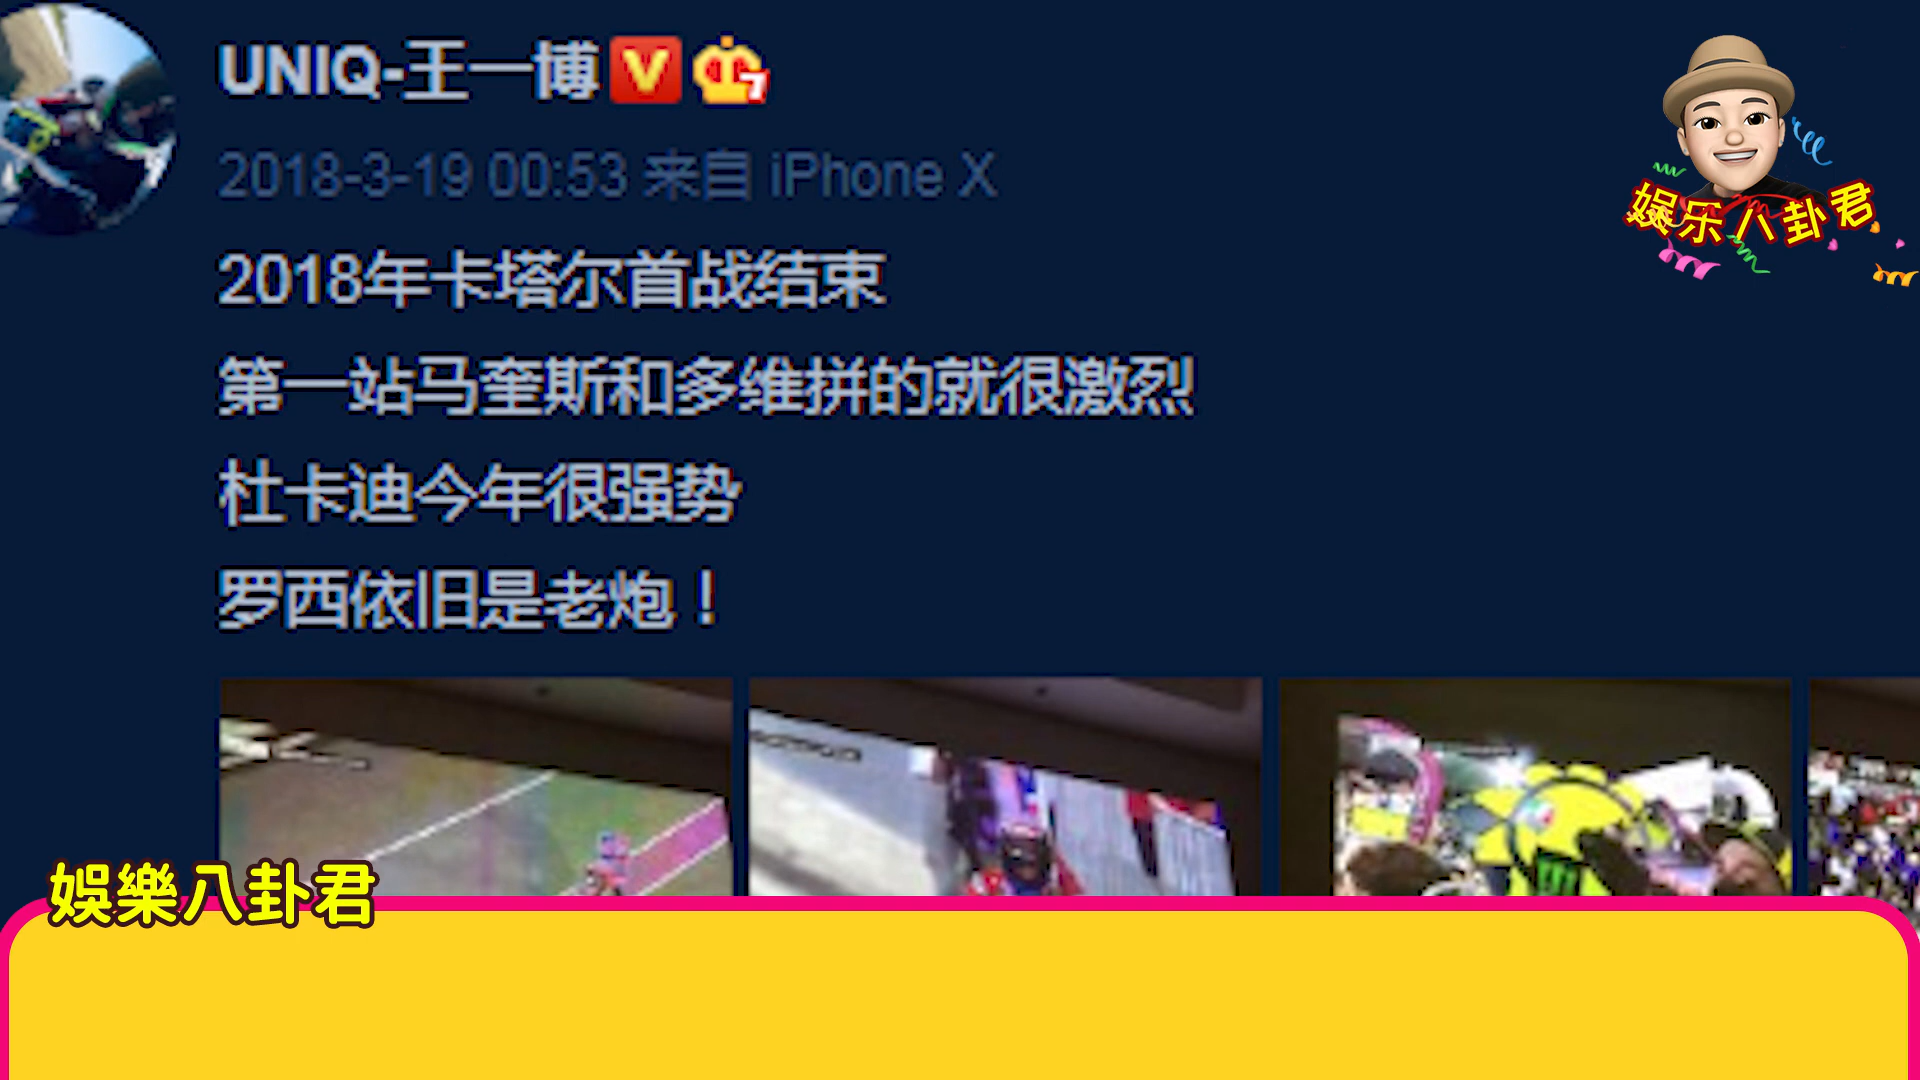 UNIQ-王一博
2018-3-19 00:53 来自 iPhone X
2018年卡塔尔首战结束
第一站马奎斯和多维拼的就很激烈
杜卡迪今年很强势
罗西依旧是老炮！
娱乐八卦君
娛樂八卦君